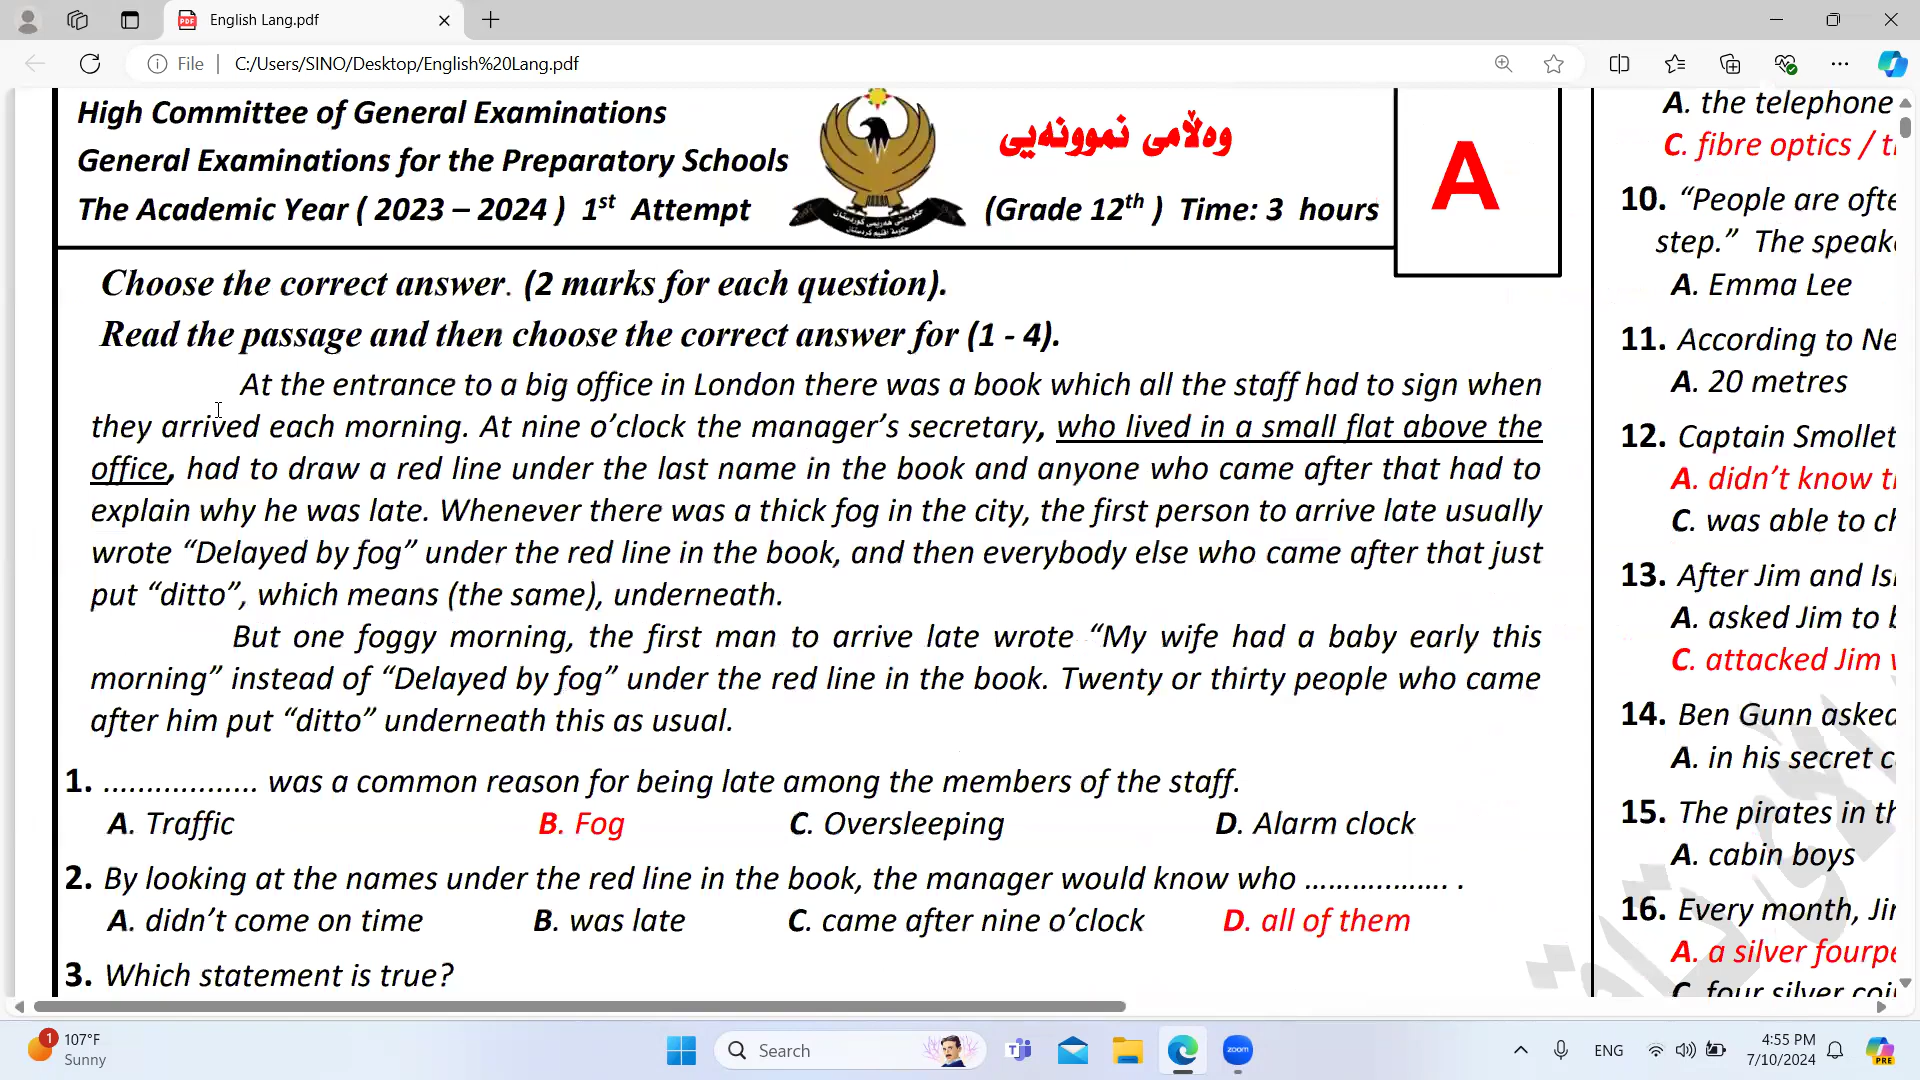 English Lang.pdf
File
C:/Users/SINO/Desktop/English%20Lang.pdf
High Committee of General Examinations
General Examinations for the Preparatory Schools
The Academic Year ( 2023 – 2024 ) 1st Attempt
وەڵامی نموونەیی
(Grade 12th ) Time: 3 hours
A
Choose the correct answer. (2 marks for each question).
Read the passage and then choose the correct answer for (1 - 4).
At the entrance to a big office in London there was a book which all the staff had to sign when
they arrived each morning. At nine o’clock the manager’s secretary, who lived in a small flat above the
office, had to draw a red line under the last name in the book and anyone who came after that had to
explain why he was late. Whenever there was a thick fog in the city, the first person to arrive late usually
wrote “Delayed by fog” under the red line in the book, and then everybody else who came after that just
put “ditto”, which means (the same), underneath.
But one foggy morning, the first man to arrive late wrote “My wife had a baby early this
morning” instead of “Delayed by fog” under the red line in the book. Twenty or thirty people who came
after him put “ditto” underneath this as usual.
1. .................. was a common reason for being late among the members of the staff.
A. Traffic B. Fog C. Oversleeping D. Alarm clock
2. By looking at the names under the red line in the book, the manager would know who .................. .
A. didn’t come on time B. was late C. came after nine o’clock D. all of them
3. Which statement is true?
A. the telephone
C. fibre optics / t
10. “People are ofte
step.” The speak
A. Emma Lee
11. According to Ne
A. 20 metres
12. Captain Smollet
A. didn’t know t
C. was able to ch
13. After Jim and Is
A. asked Jim to b
C. attacked Jim
14. Ben Gunn asked
A. in his secret c
15. The pirates in th
A. cabin boys
16. Every month, Ji
A. a silver fourpe
C. four silver coi
1
107°F
Sunny
Search
zoom
ENG
4:55 PM
7/10/2024
PRE